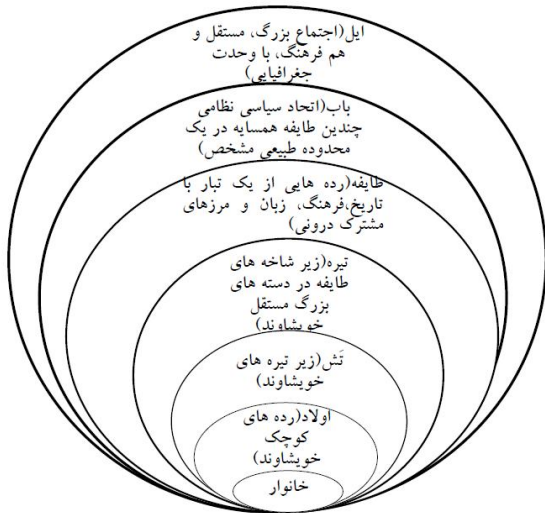 ایل(اجتماع بزرگ، مستقل و
هم فرهنگ، با وحدت
جغرافیایی)
باب(اتحاد سیاسی نظامی
چندین طایفه همسایه در یک
محدوده طبیعی مشخص)
طایفه(رده هایی از یک تبار با
تاریخ،فرهنگ، زبان و مرزهای
مشترک درونی)
تیره(زیر شاخه های
طایفه در دسته های
بزرگ مستقل
خویشاوند)
تَش(زیر تیره های
خویشاوند)
اولاد(رده های
کوچک
خویشاوند)
خانوار